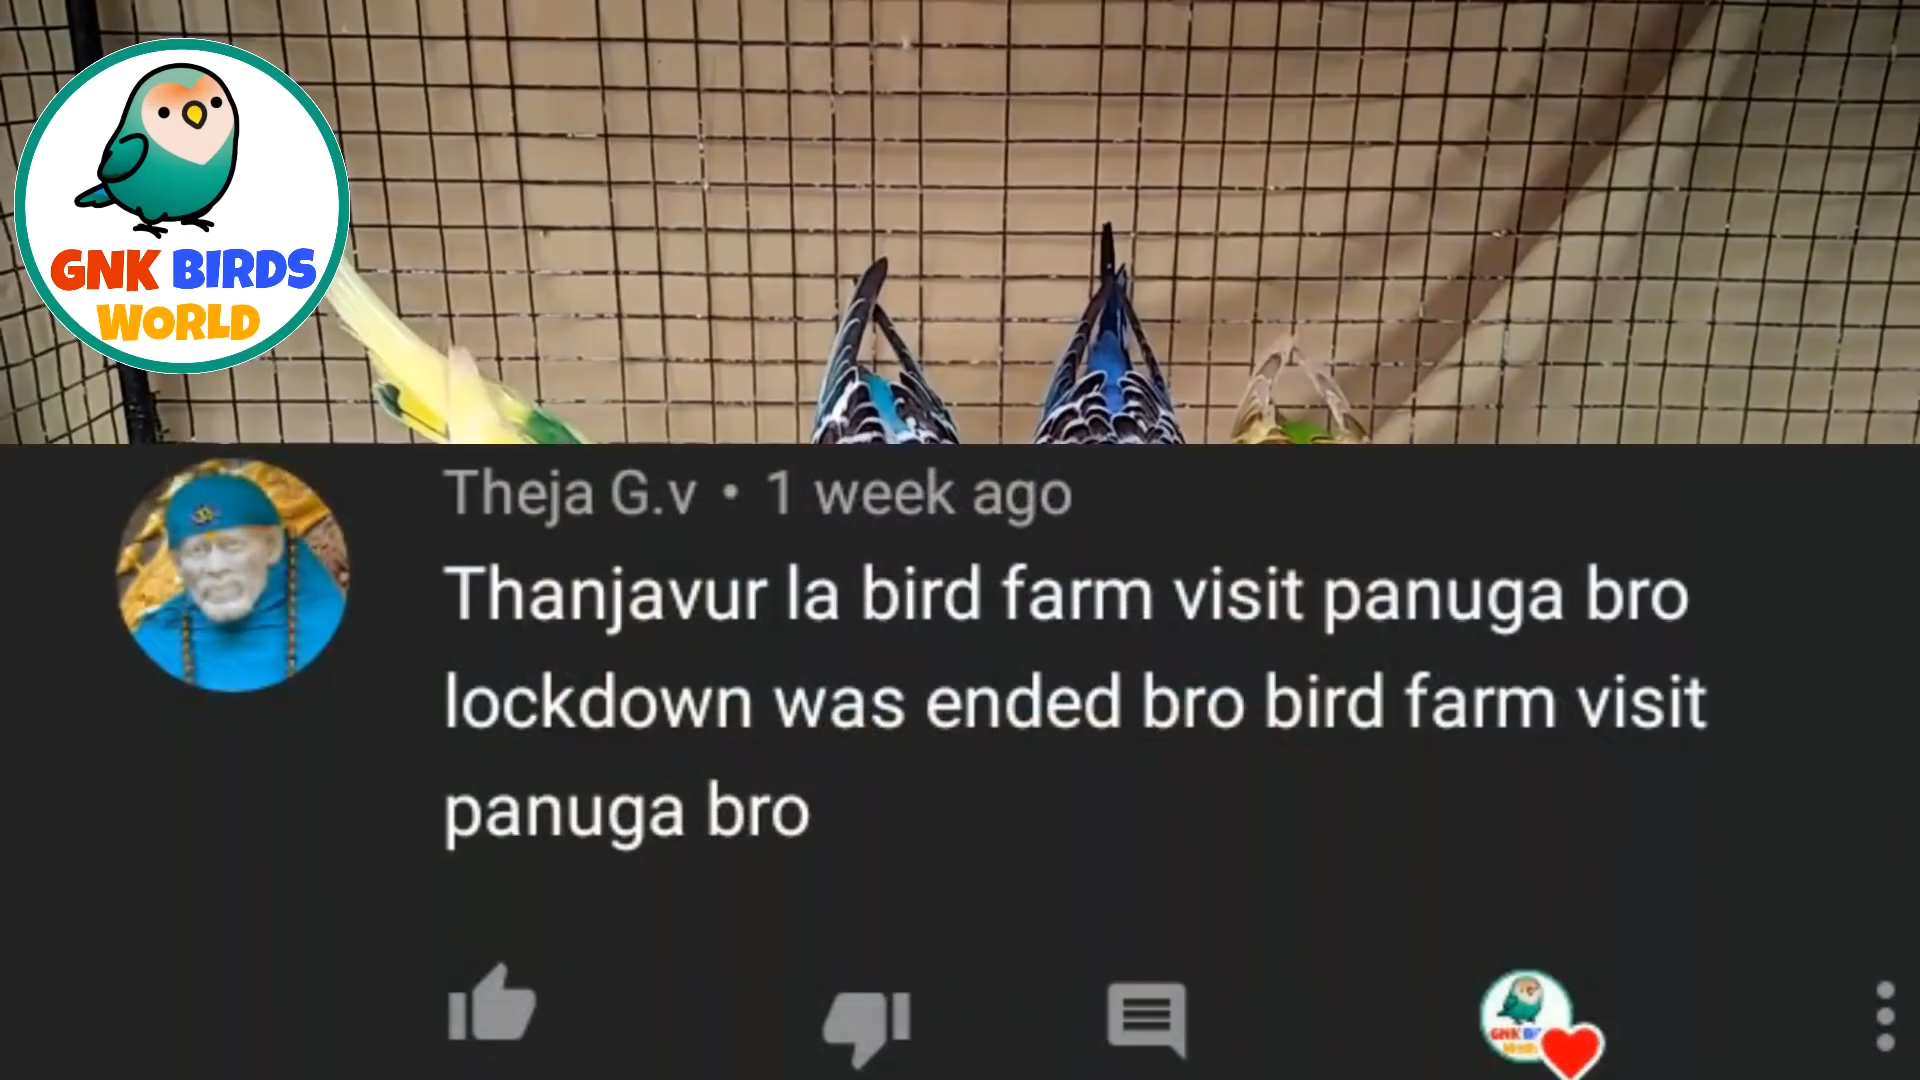 GNK BIRDS
WORLD
Theja G.v • 1 week ago
Thanjavur la bird farm visit panuga bro
lockdown was ended bro bird farm visit
panuga bro